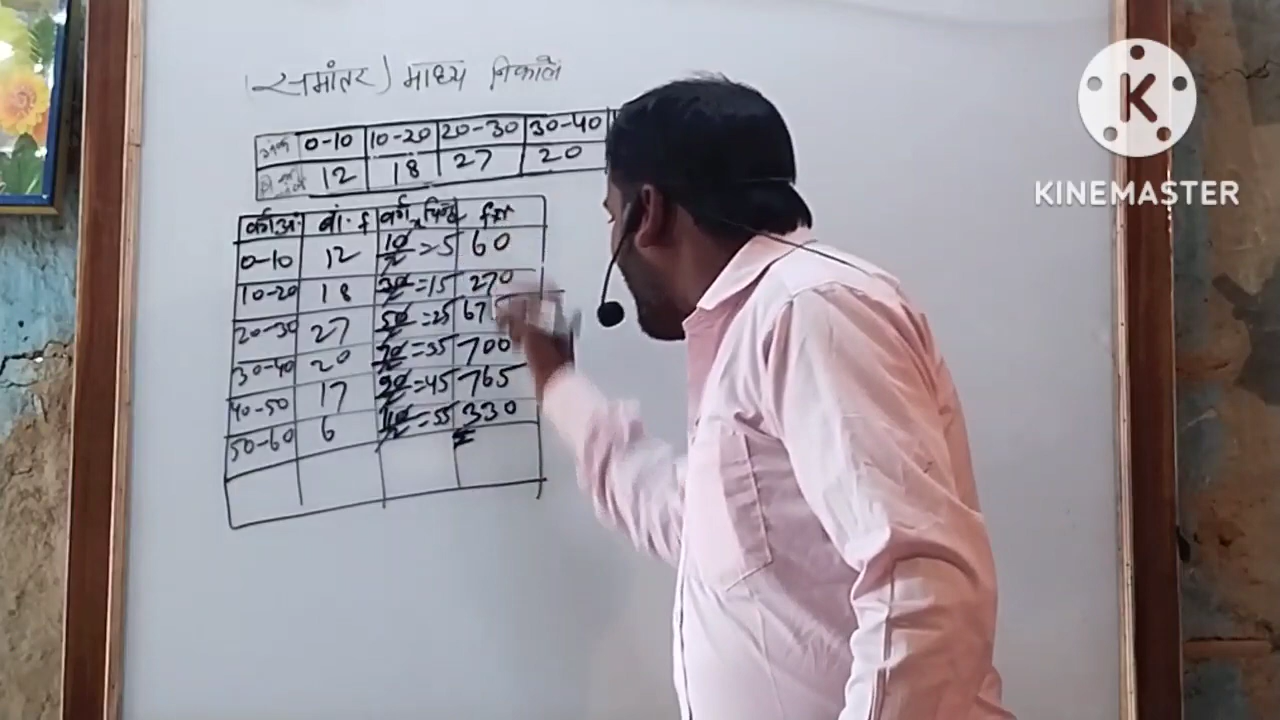 (समांतर) माध्य निकालें
0-10 10-20 20-30 30-40
12 18 27 20
व०अं० बा. f वर्ग चिन्ह x fx
0-10 12 10/2 =5 60
10-20 18 30/2 =15 270
20-30 27 50/2 =25 67
30-40 20 70/2 =35 700
40-50 17 90/2 =45 765
50-60 6 110/2 =55 330
K
KINEMASTER